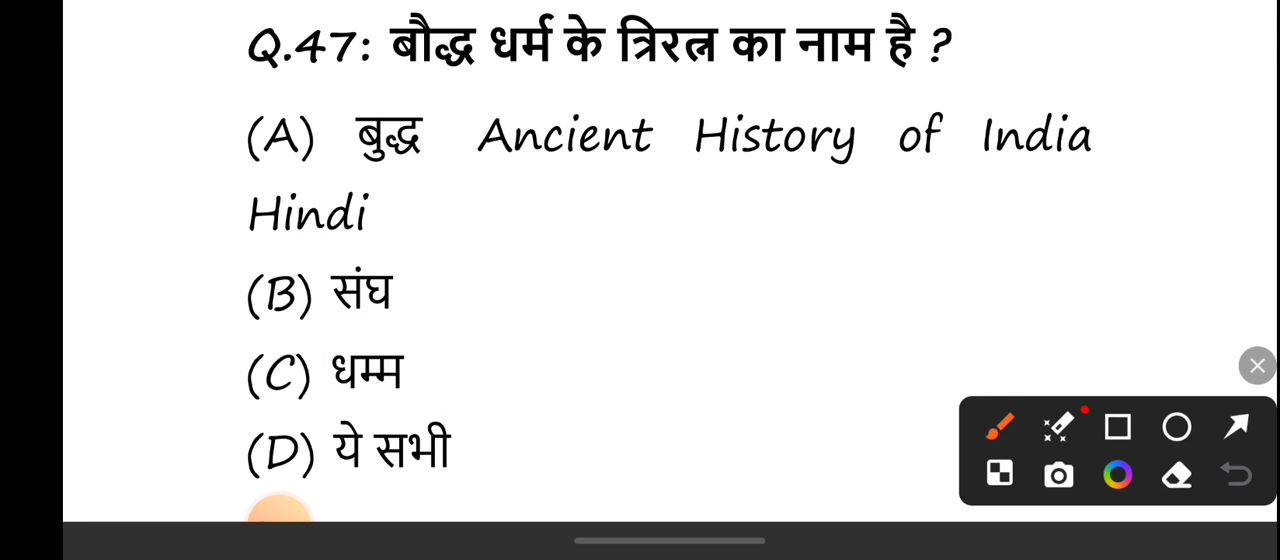 Q.47: बौद्ध धर्म के त्रिरत्न का नाम है ?
(A) बुद्ध Ancient History of India
Hindi
(B) संघ
(C) धम्म
(D) ये सभी